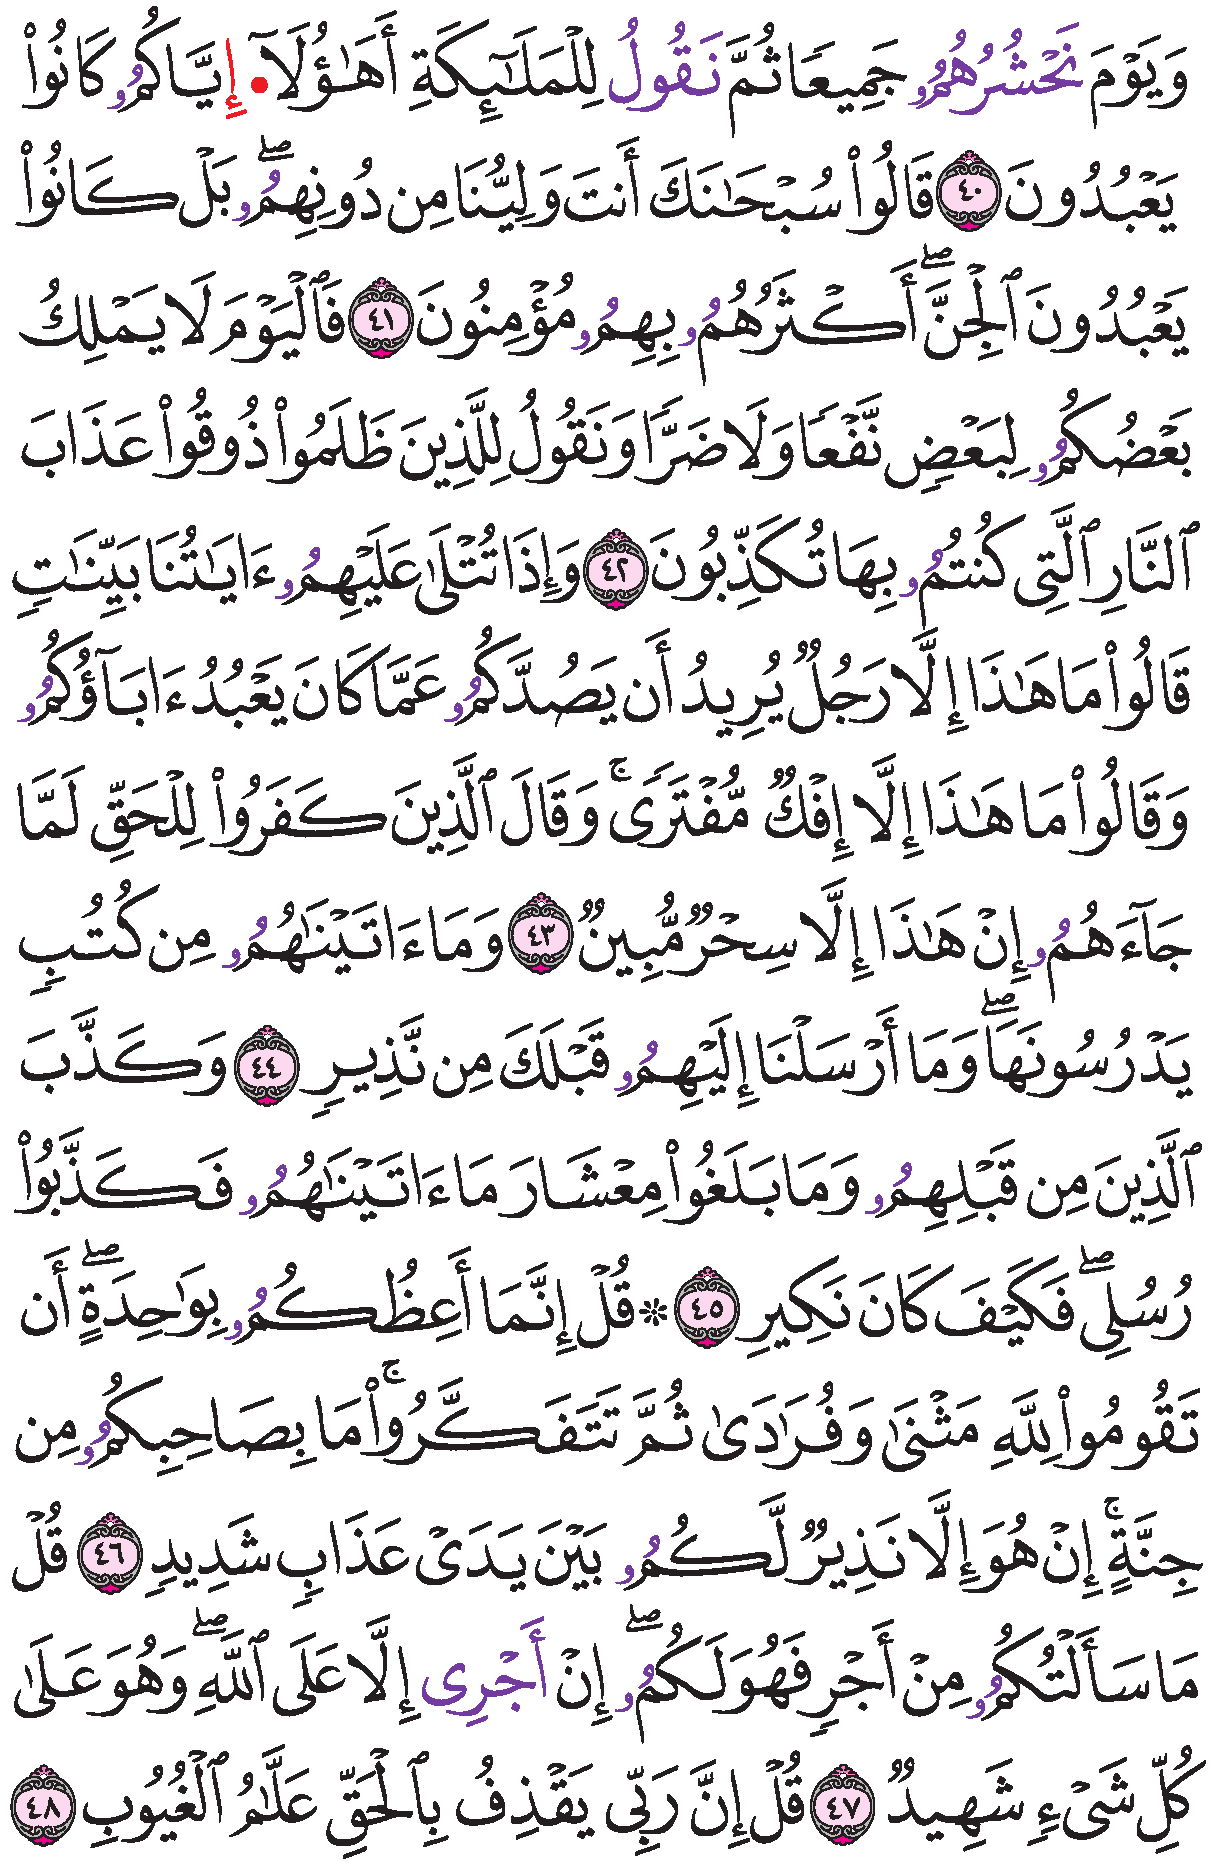 وَيَوْمَ نَحْشُرُهُمُۥ جَمِيعًا ثُمَّ نَقُولُ لِلْمَلَٰٓئِكَةِ أَهَٰؤُلَآ • إِيَّاكُمُۥ كَانُوا۟
يَعْبُدُونَ ٤٠ قَالُوا۟ سُبْحَٰنَكَ أَنتَ وَلِيُّنَا مِن دُونِهِمُۥۖ بَلْ كَانُوا۟
يَعْبُدُونَ ٱلْجِنَّۖ أَكْثَرُهُمُۥ بِهِمُۥ مُؤْمِنُونَ ٤١ فَٱلْيَوْمَ لَا يَمْلِكُ
بَعْضُكُمُۥ لِبَعْضٍ نَّفْعًا وَلَا ضَرًّا وَنَقُولُ لِلَّذِينَ ظَلَمُوا۟ ذُوقُوا۟ عَذَابَ
ٱلنَّارِ ٱلَّتِى كُنتُمُۥ بِهَا تُكَذِّبُونَ ٤٢ وَإِذَا تُتْلَىٰ عَلَيْهِمُۥ ءَايَٰتُنَا بَيِّنَٰتٍ
قَالُوا۟ مَا هَٰذَا إِلَّا رَجُلٌ يُرِيدُ أَن يَصُدَّكُمُۥ عَمَّا كَانَ يَعْبُدُ ءَابَآؤُكُمُۥ
وَقَالُوا۟ مَا هَٰذَا إِلَّا إِفْكٌ مُّفْتَرًىۚ وَقَالَ ٱلَّذِينَ كَفَرُوا۟ لِلْحَقِّ لَمَّا
جَآءَهُمُۥ إِنْ هَٰذَا إِلَّا سِحْرٌ مُّبِينٌ ٤٣ وَمَا ءَاتَيْنَٰهُمُۥ مِن كُتُبٍ
يَدْرُسُونَهَاۖ وَمَا أَرْسَلْنَا إِلَيْهِمُۥ قَبْلَكَ مِن نَّذِيرٍ ٤٤ وَكَذَّبَ
ٱلَّذِينَ مِن قَبْلِهِمُۥ وَمَا بَلَغُوا۟ مِعْشَارَ مَا ءَاتَيْنَٰهُمُۥ فَكَذَّبُوا۟
رُسُلِىۖ فَكَيْفَ كَانَ نَكِيرِ ٤٥ ۞ قُلْ إِنَّمَا أَعِظُكُمُۥ بِوَٰحِدَةٍۖ أَن
تَقُومُوا۟ لِلَّهِ مَثْنَىٰ وَفُرَٰدَىٰ ثُمَّ تَتَفَكَّرُوا۟ۚ مَا بِصَاحِبِكُمُۥ مِن
جِنَّةٍۚ إِنْ هُوَ إِلَّا نَذِيرٌ لَّكُمُۥ بَيْنَ يَدَىْ عَذَابٍ شَدِيدٍ ٤٦ قُلْ
مَا سَأَلْتُكُمُۥ مِنْ أَجْرٍ فَهُوَ لَكُمُۥۖ إِنْ أَجْرِى إِلَّا عَلَى ٱللَّهِۖ وَهُوَ عَلَىٰ
كُلِّ شَىْءٍ شَهِيدٌ ٤٧ قُلْ إِنَّ رَبِّى يَقْذِفُ بِٱلْحَقِّ عَلَّٰمُ ٱلْغُيُوبِ ٤٨